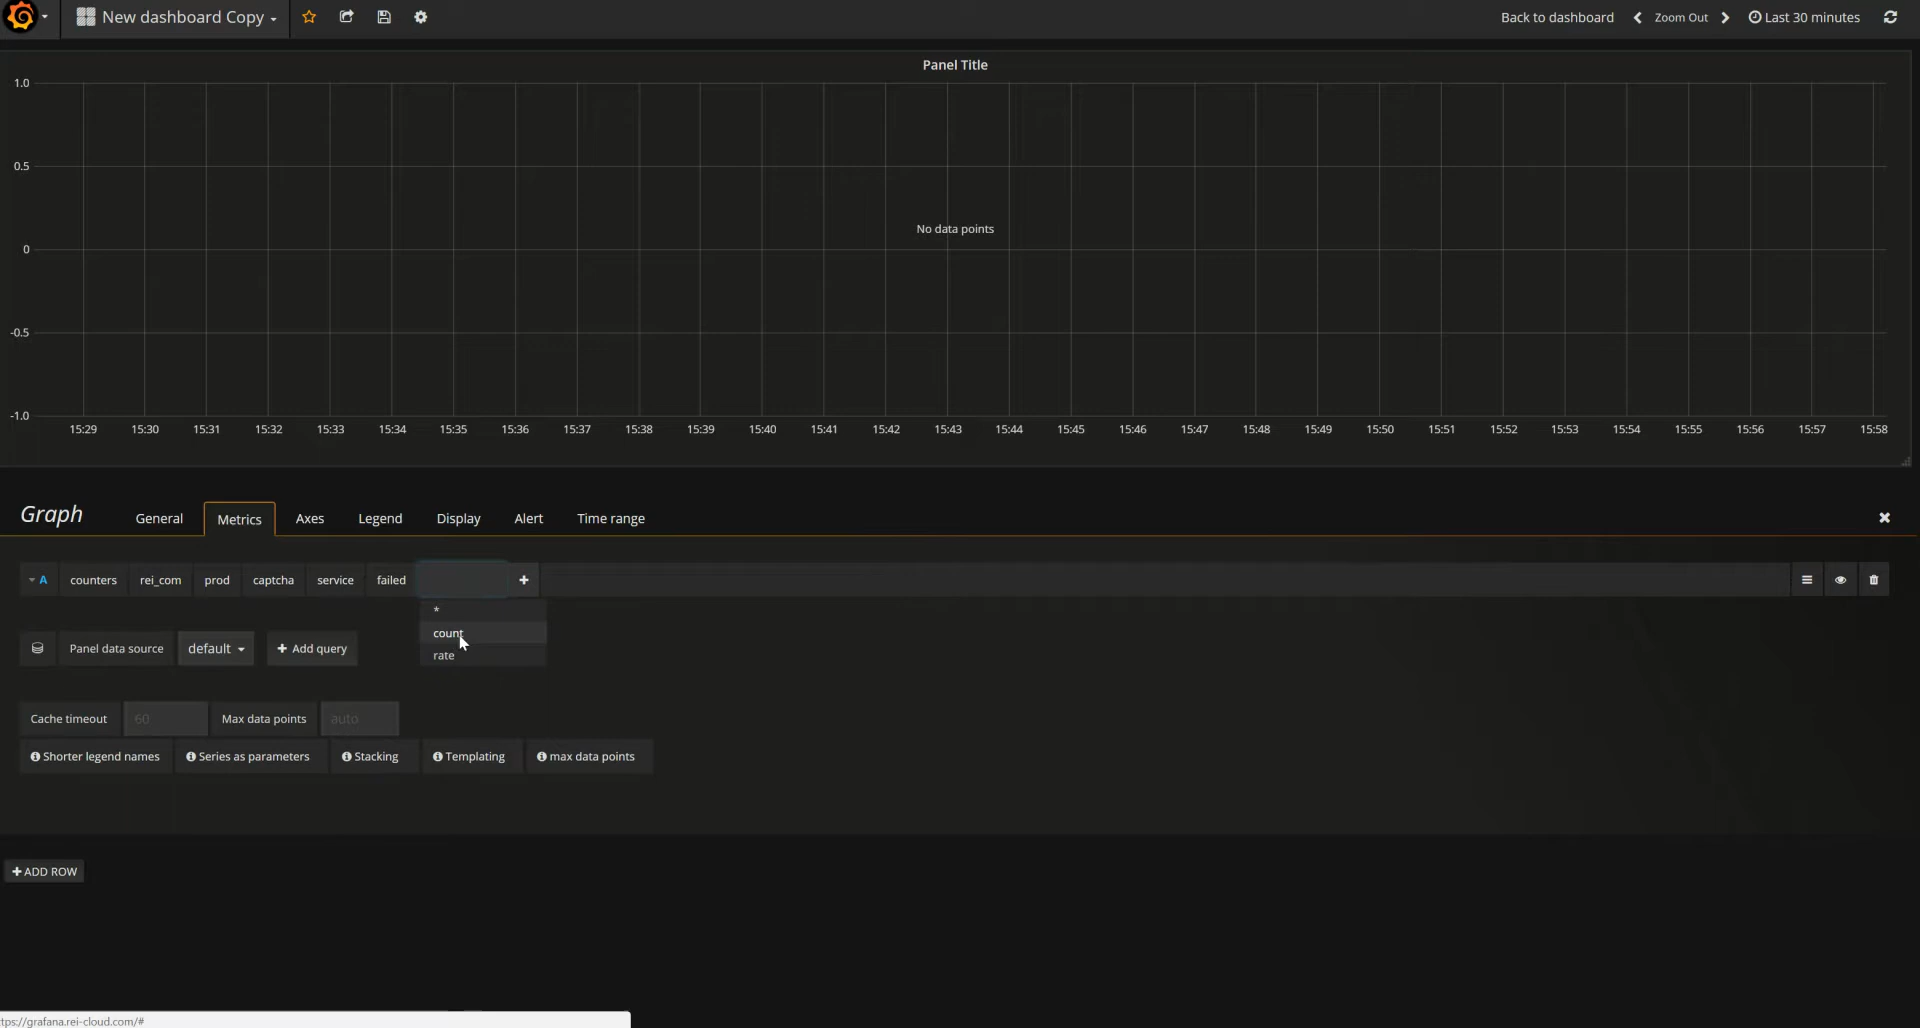 New dashboard Copy
Back to dashboard
Zoom Out
Last 30 minutes
Panel Title
1.0
0.5
No data points
0
-0.5
-1.0
15:29 15:30 15:31 15:32 15:33 15:34 15:35 15:36 15:37 15:38 15:39 15:40 15:41 15:42 15:43 15:44 15:45 15:46 15:47 15:48 15:49 15:50 15:51 15:52 15:53 15:54 15:55 15:56 15:57 15:58
Graph General Metrics Axes Legend Display Alert Time range
A counters rei_com prod captcha service failed
*
count
rate
Panel data source default + Add query
Cache timeout 60 Max data points auto
Shorter legend names Series as parameters Stacking Templating max data points
+ ADD ROW
tps://grafana.rei-cloud.com/#